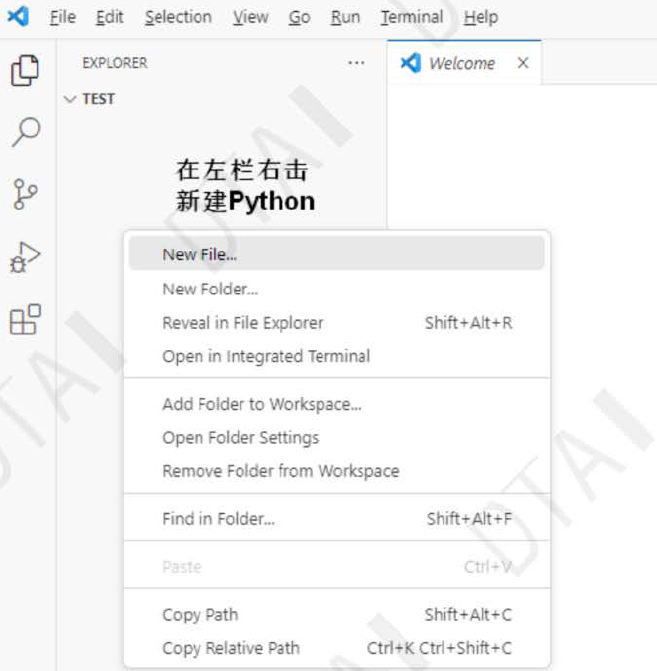 File Edit Selection View Go Run Terminal Help
EXPLORER ... Welcome ×
TEST
在左栏右击
新建Python
New File...
New Folder...
Reveal in File Explorer Shift+Alt+R
Open in Integrated Terminal
Add Folder to Workspace...
Open Folder Settings
Remove Folder from Workspace
Find in Folder... Shift+Alt+F
Paste Ctrl+V
Copy Path Shift+Alt+C
Copy Relative Path Ctrl+K Ctrl+Shift+C
DTAI
DTAI
DTAI